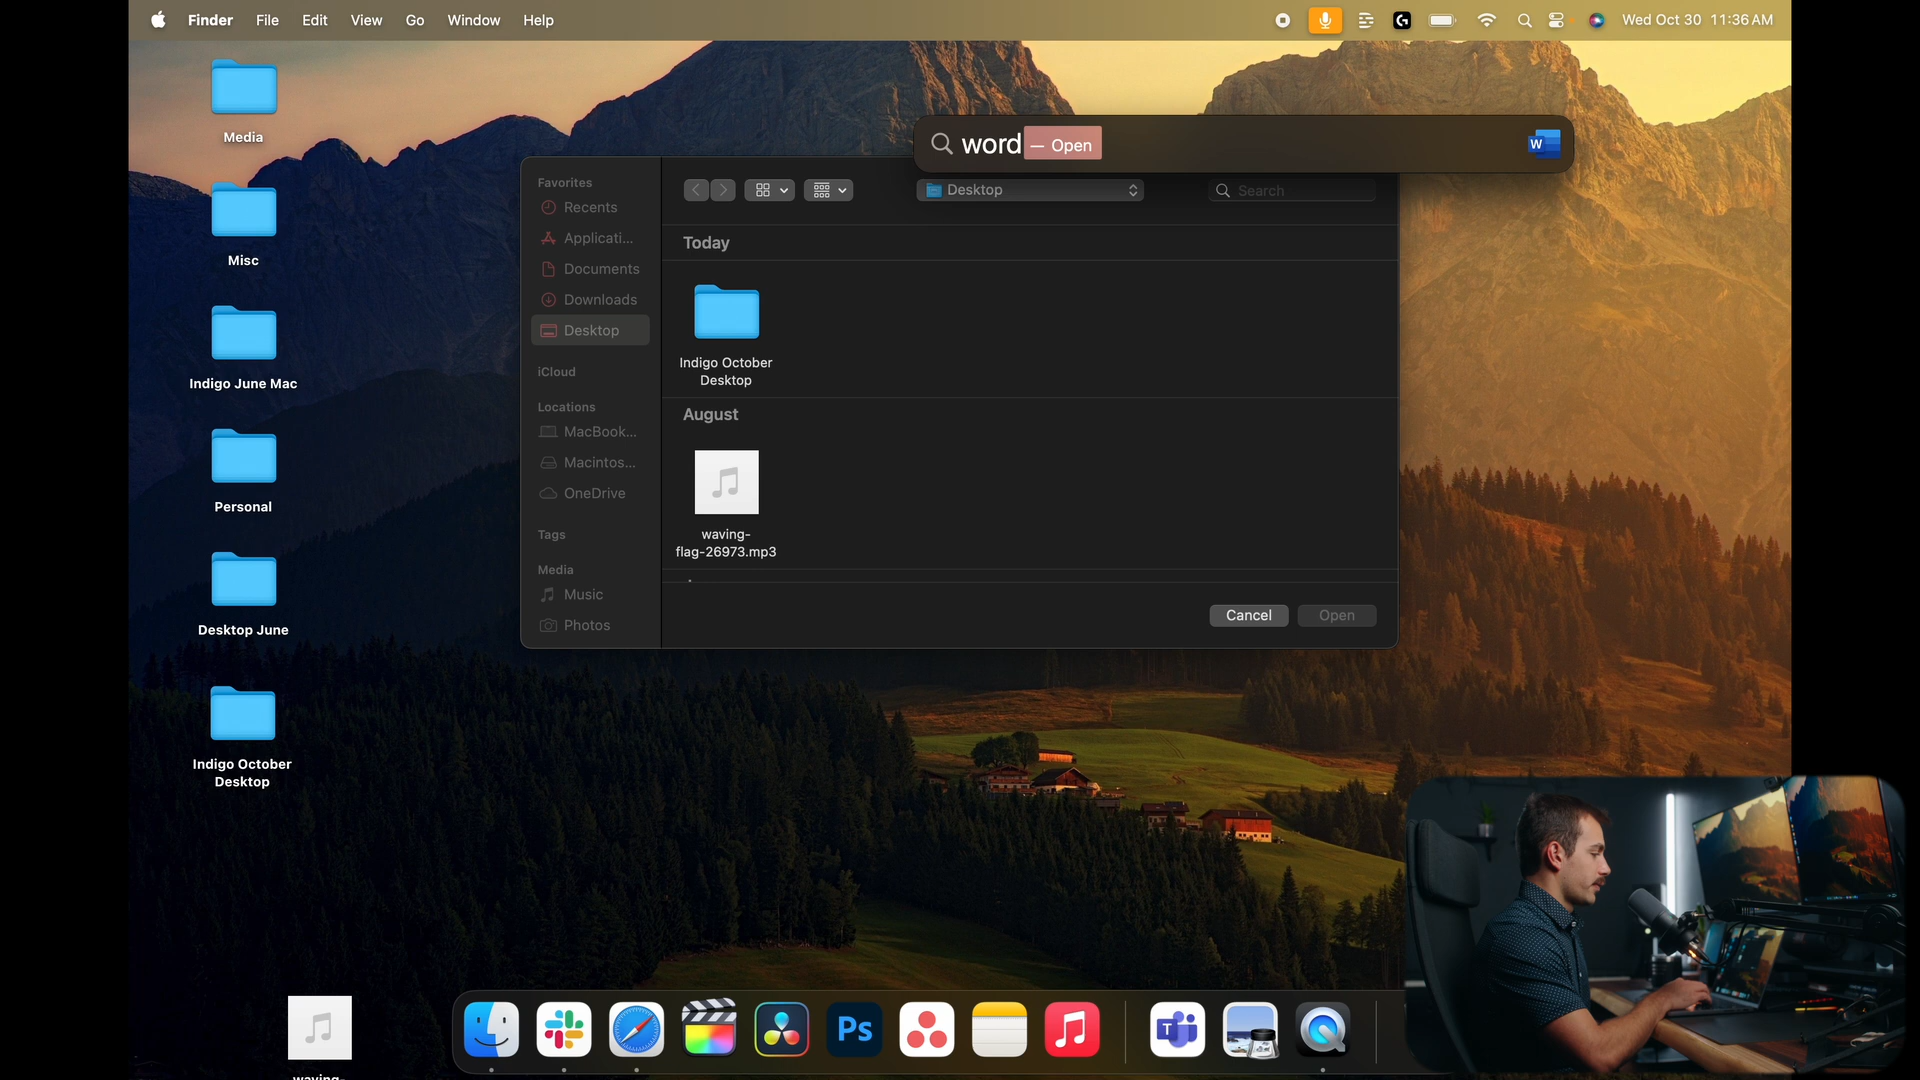 Finder File Edit View Go Window Help
Wed Oct 30 11:36 AM
word — Open
W
Media
Misc
Indigo June Mac
Personal
Desktop June
Indigo October
Desktop
waving-
Favorites
Recents
Applicati...
Documents
Downloads
Desktop
iCloud
Locations
MacBook...
Macintos...
OneDrive
Tags
Media
Music
Photos
Desktop
Search
Today
Indigo October
Desktop
August
waving-
flag-26973.mp3
Cancel
Open
Ps
T